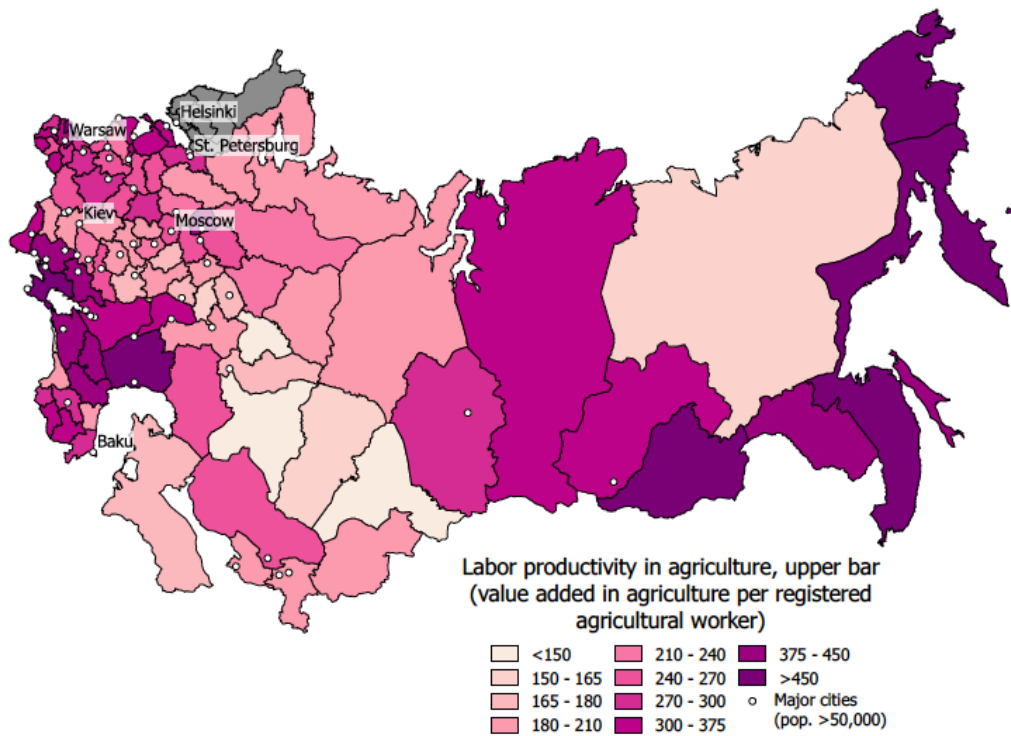 Helsinki
Warsaw
St. Petersburg
Kiev
Moscow
Baku
Labor productivity in agriculture, upper bar
(value added in agriculture per registered
agricultural worker)
<150
150 - 165
165 - 180
180 - 210
210 - 240
240 - 270
270 - 300
300 - 375
375 - 450
>450
Major cities
(pop. >50,000)